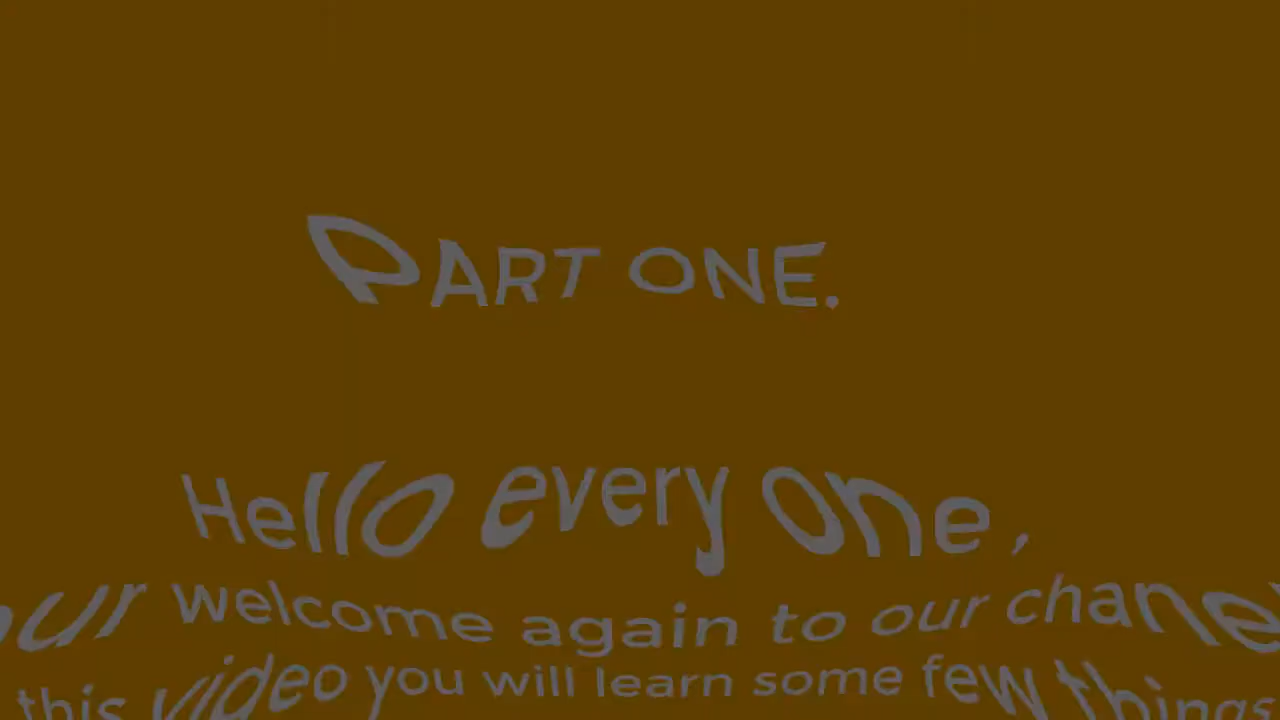 PART ONE.
Hello every one ,
our welcome again to our chanel
this video you will learn some few things